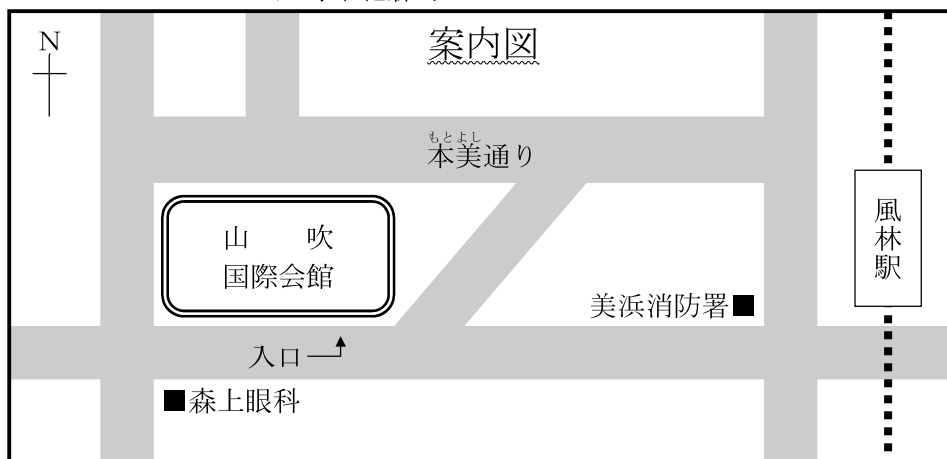 案内図
N
もとよし
本美通り
山 吹
国際会館
風林駅
美浜消防署■
入口
■森上眼科